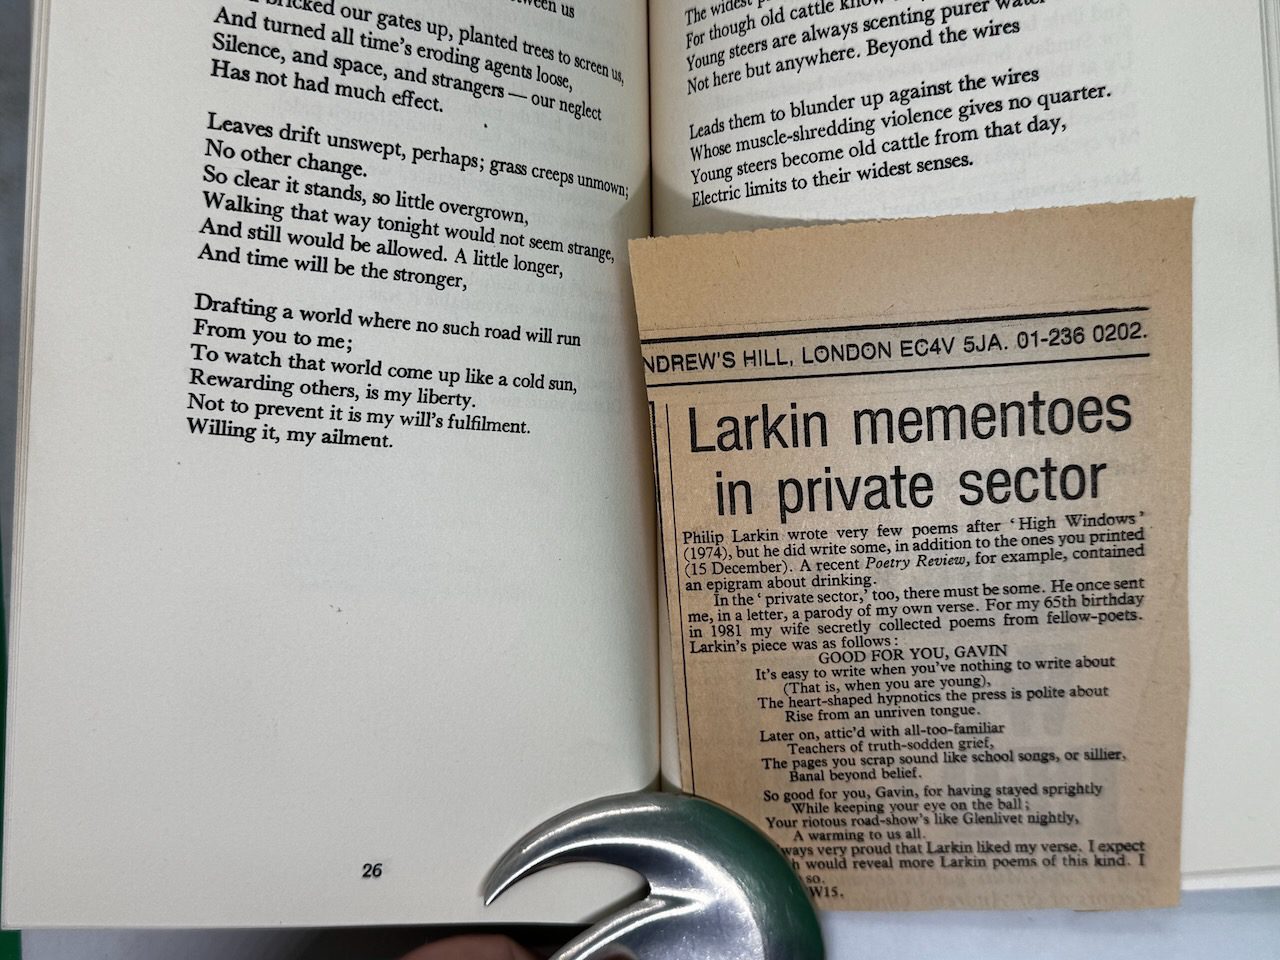 us
bricked our gates up, planted trees to screen us,
And turned all time's eroding agents loose,
Silence, and space, and strangers — our neglect
Has not had much effect.
Leaves drift unswept, perhaps; grass creeps unmown;
No other change.
So clear it stands, so little overgrown,
Walking that way tonight would not seem strange,
And still would be allowed. A little longer,
And time will be the stronger,
Drafting a world where no such road will run
From you to me;
To watch that world come up like a cold sun,
Rewarding others, is my liberty.
Not to prevent it is my will's fulfilment.
Willing it, my ailment.
26
The widest
For though old cattle know
Young steers are always scenting purer water
Not here but anywhere. Beyond the wires
Leads them to blunder up against the wires
Whose muscle-shredding violence gives no quarter.
Young steers become old cattle from that day,
Electric limits to their widest senses.
NDREW'S HILL, LONDON EC4V 5JA. 01-236 0202.
Larkin mementoes
in private sector
Philip Larkin wrote very few poems after 'High Windows'
(1974), but he did write some, in addition to the ones you printed
(15 December). A recent Poetry Review, for example, contained
an epigram about drinking.
In the 'private sector,' too, there must be some. He once sent
me, in a letter, a parody of my own verse. For my 65th birthday
in 1981 my wife secretly collected poems from fellow-poets.
Larkin's piece was as follows:
GOOD FOR YOU, GAVIN
It's easy to write when you've nothing to write about
(That is, when you are young),
The heart-shaped hypnotics the press is polite about
Rise from an unriven tongue.
Later on, attic'd with all-too-familiar
Teachers of truth-sodden grief,
The pages you scrap sound like school songs, or sillier,
Banal beyond belief.
So good for you, Gavin, for having stayed sprightly
While keeping your eye on the ball;
Your riotous road-show's like Glenlivet nightly,
A warming to us all.
ways very proud that Larkin liked my verse. I expect
h would reveal more Larkin poems of this kind. I
so.
W15.